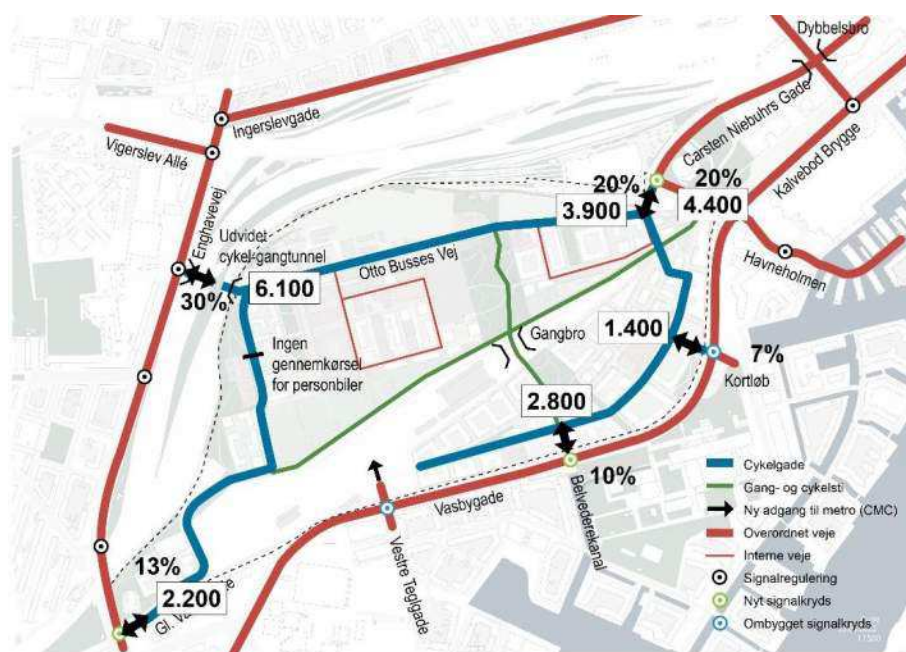 Dybbelsbro
Ingerslevgade
Vigerslev Allé
Carsten Niebuhrs Gade
Kalvebod Brygge
20%
20%
3.900
4.400
Enghavevej
Udvidet
cykel-gangtunnel
Otto Busses Vej
Havneholmen
30%
6.100
1.400
Gangbro
7%
Ingen
gennemkørsel
for personbiler
Kortløb
2.800
10%
Vasbygade
Belvederekanal
Vestre Teglgade
13%
2.200
Gl. Va
Cykelgade
Gang- og cykelsti
Ny adgang til metro (CMC)
Overordnet veje
Interne veje
Signalregulering
Nyt signalkryds
Ombygget signalkryds